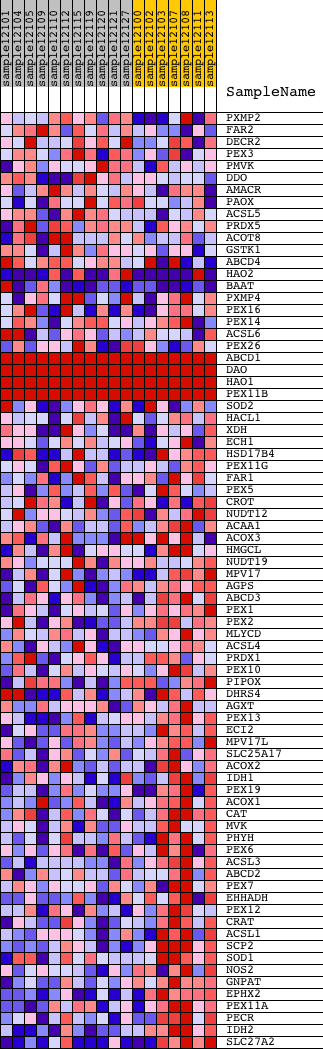 sample12101
sample12104
sample12105
sample12109
sample12110
sample12112
sample12115
sample12119
sample12120
sample12122
sample12127
sample12100
sample12102
sample12103
sample12107
sample12108
sample12111
sample12113
SampleName
PXMP2
FAR2
DECR2
PEX3
PMVK
DDO
AMACR
PAOX
ACSL5
PRDX5
ACOT8
GSTK1
ABCD4
HAO2
BAAT
PXMP4
PEX16
PEX14
ACSL6
PEX26
ABCD1
DAO
HAO1
PEX11B
SOD2
HACL1
XDH
ECH1
HSD17B4
PEX11G
FAR1
PEX5
CROT
NUDT12
ACAA1
ACOX3
HMGCL
NUDT19
MPV17
AGPS
ABCD3
PEX1
PEX2
MLYCD
ACSL4
PRDX1
PEX10
PIPOX
DHRS4
AGXT
PEX13
ECI2
MPV17L
SLC25A17
ACOX2
IDH1
PEX19
ACOX1
CAT
MVK
PHYH
PEX6
ACSL3
ABCD2
PEX7
EHHADH
PEX12
CRAT
ACSL1
SCP2
SOD1
NOS2
GNPAT
EPHX2
PEX11A
PECR
IDH2
SLC27A2